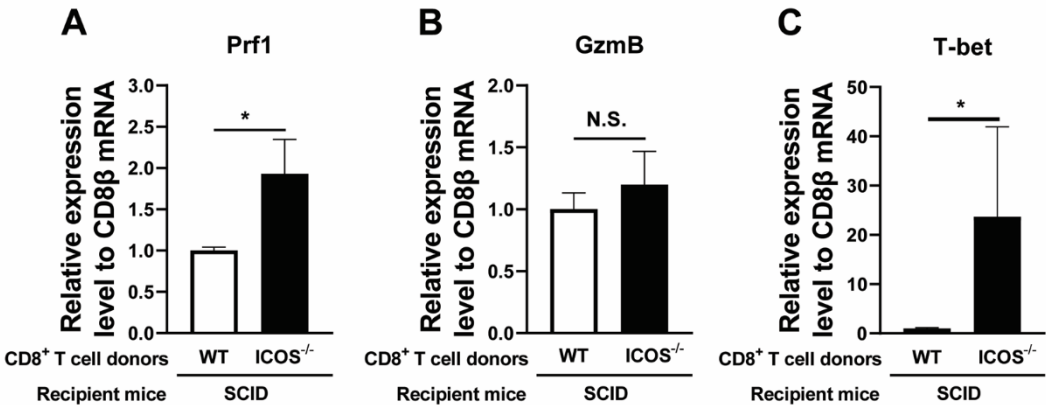 A
Prf1
Relative expression
level to CD8β mRNA
3.0
2.5
2.0
1.5
1.0
0.5
0.0
*
CD8+ T cell donors
WT
ICOS-/-
Recipient mice
SCID
B
GzmB
Relative expression
level to CD8β mRNA
2.0
1.5
1.0
0.5
0.0
N.S.
CD8+ T cell donors
WT
ICOS-/-
Recipient mice
SCID
C
T-bet
Relative expression
level to CD8β mRNA
50
40
30
20
10
0
*
CD8+ T cell donors
WT
ICOS-/-
Recipient mice
SCID